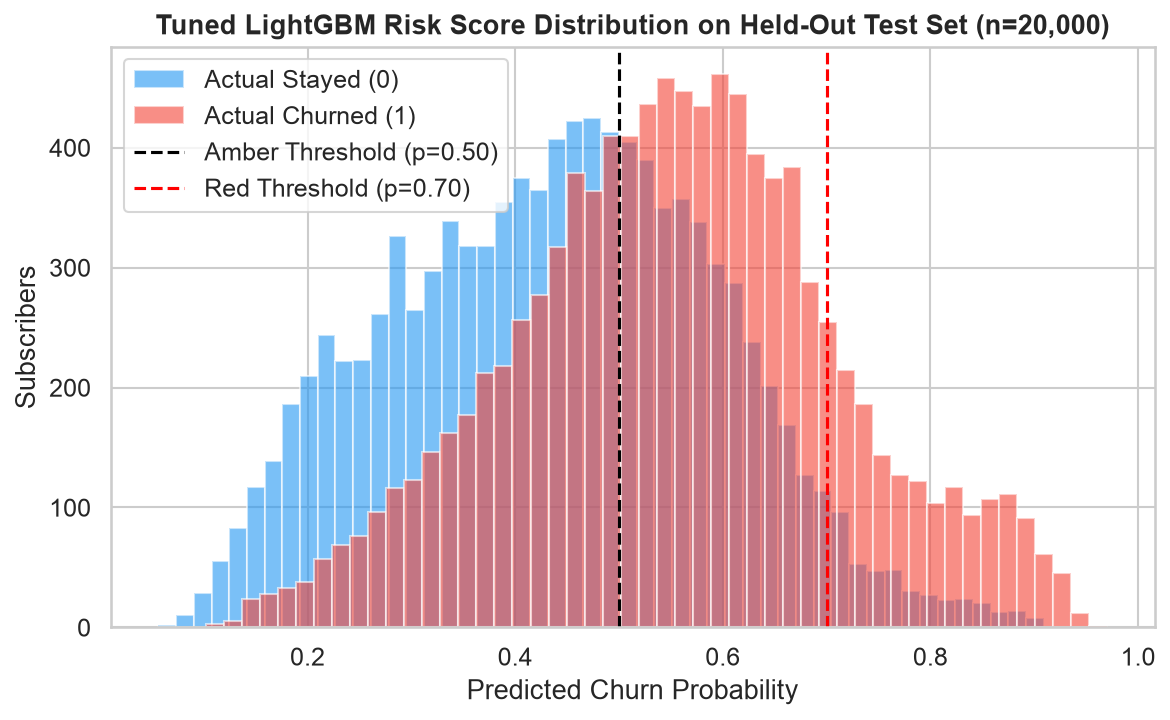 Tuned LightGBM Risk Score Distribution on Held-Out Test Set (n=20,000)
Actual Stayed (0)
Actual Churned (1)
Amber Threshold (p=0.50)
Red Threshold (p=0.70)
Subscribers
400
300
200
100
0
0.2 0.4 0.6 0.8 1.0
Predicted Churn Probability